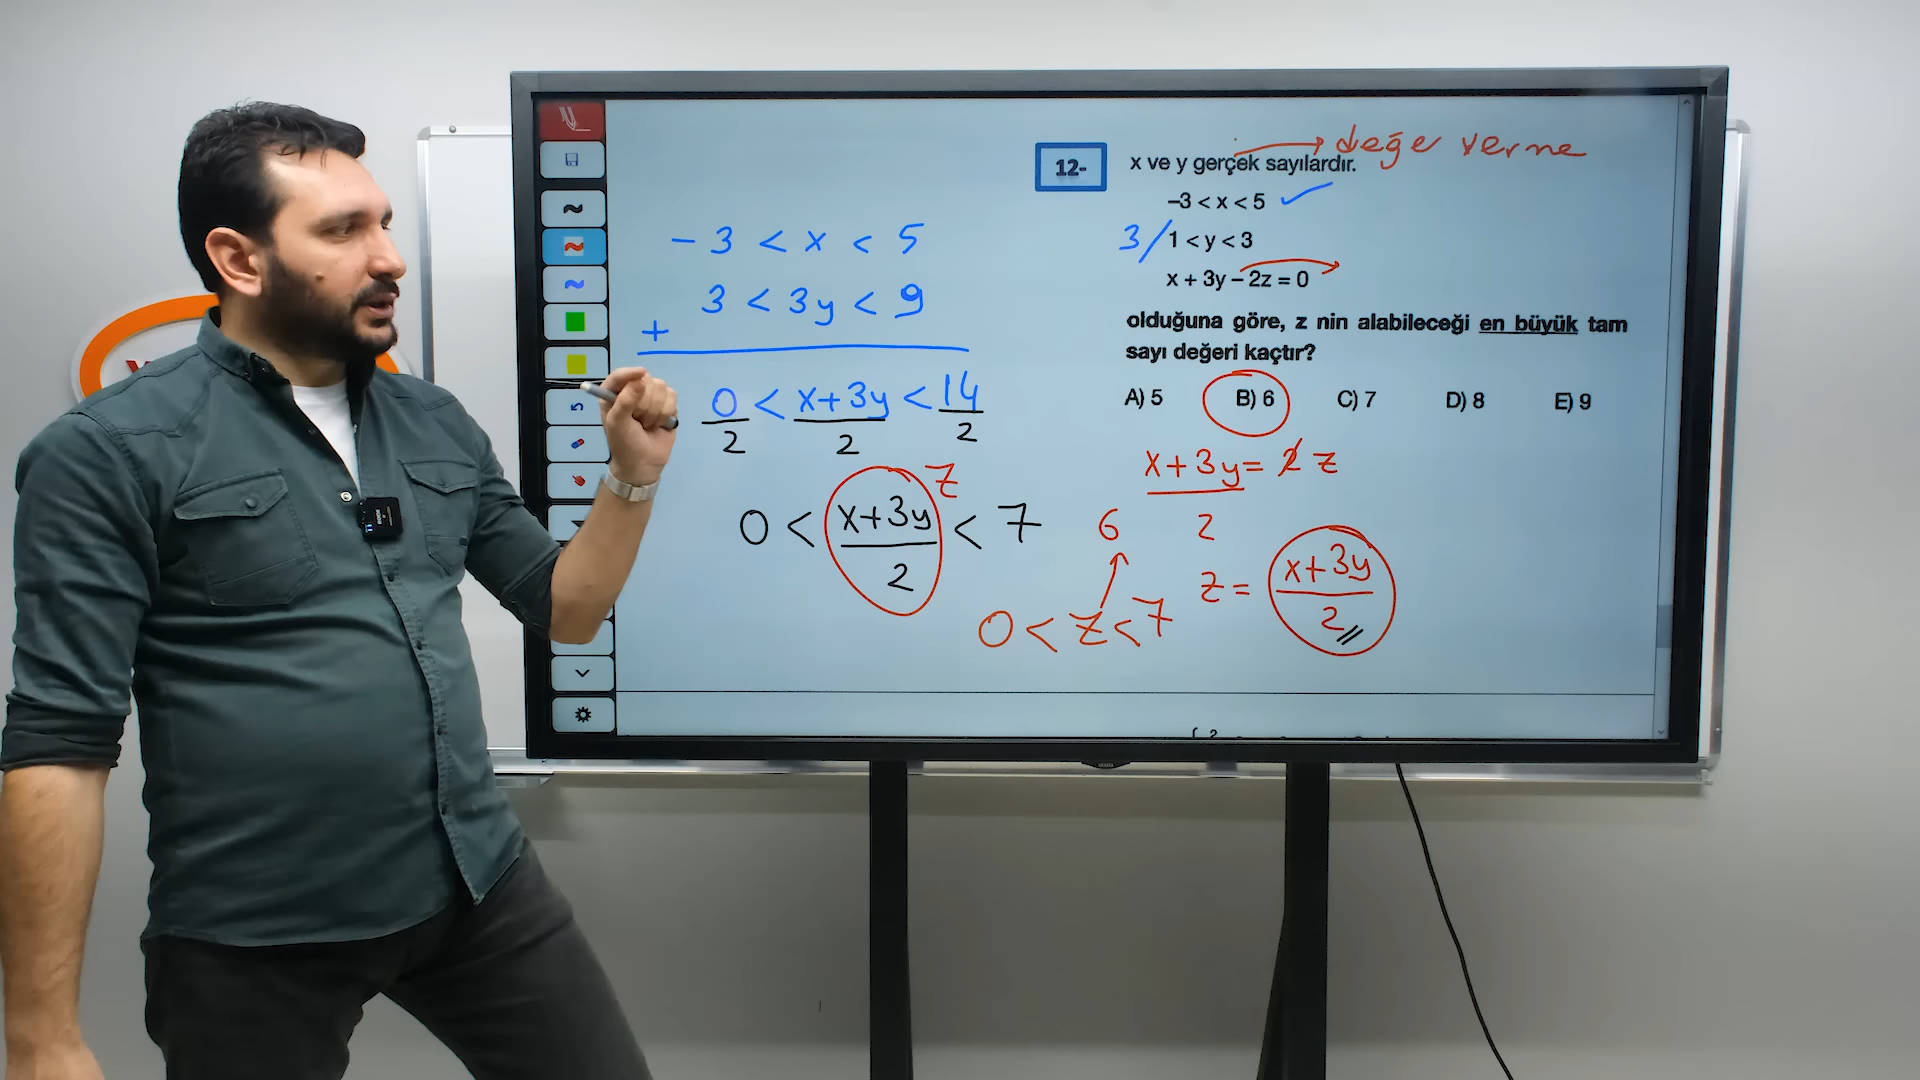 değer verme
12- x ve y gerçek sayılardır.
–3 < x < 5
3/ 1 < y < 3
x + 3y – 2z = 0
olduğuna göre, z nin alabileceği en büyük tam
sayı değeri kaçtır?
A) 5 B) 6 C) 7 D) 8 E) 9
- 3 < x < 5
3 < 3y < 9
+
0/2 < x+3y/2 < 14/2
z
0 < x+3y/2 < 7
x+3y = 2z
6 2
z = x+3y/2
0 < z < 7